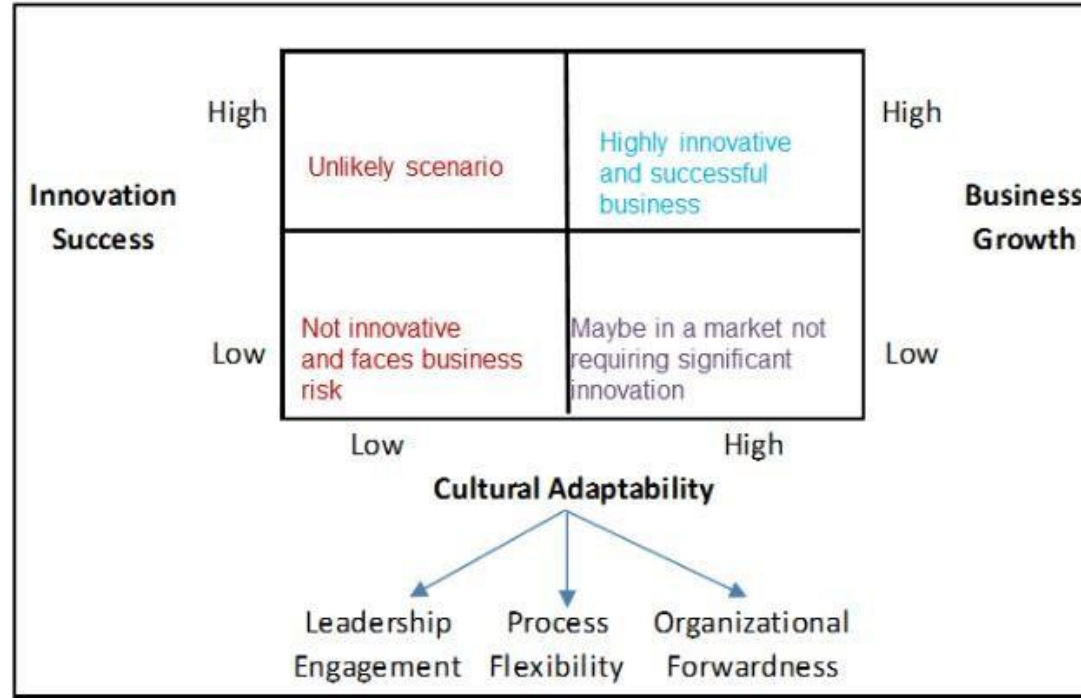 High
High
Unlikely scenario
Highly innovative
and successful
business
Innovation
Success
Business
Growth
Low
Low
Not innovative
and faces business
risk
Maybe in a market not
requiring significant
innovation
Low
High
Cultural Adaptability
Leadership
Engagement
Process
Flexibility
Organizational
Forwardness